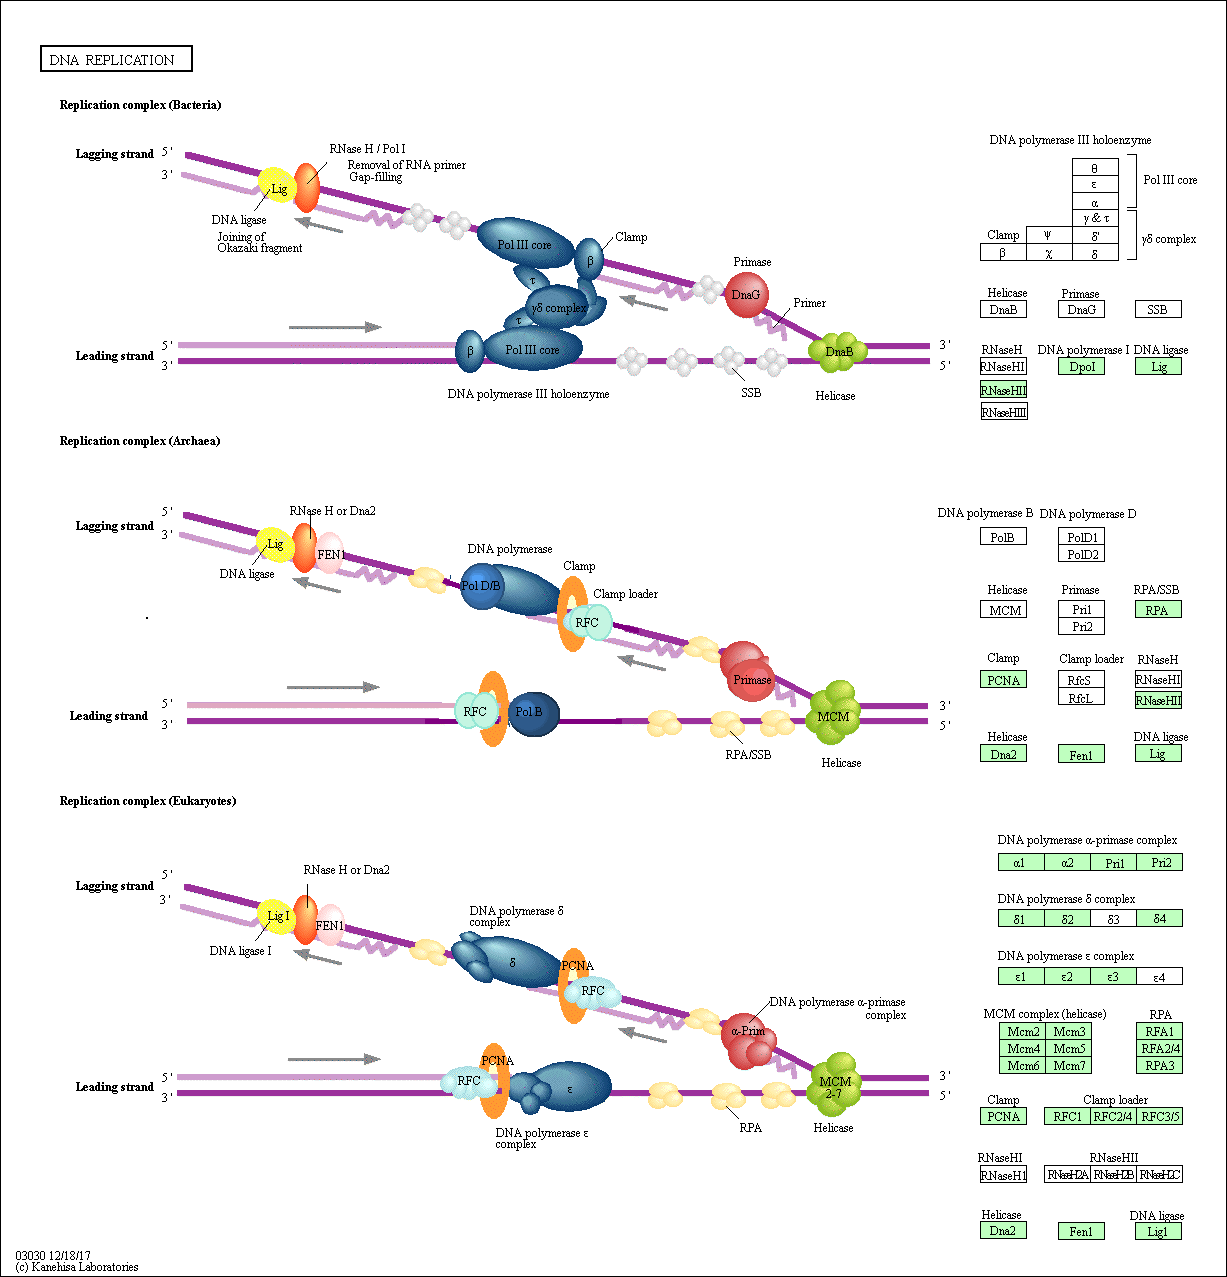 DNA REPLICATION
Replication complex (Bacteria)
Lagging strand
5'
3'
RNase H / Pol I
Removal of RNA primer
Gap-filling
Lig
DNA ligase
Joining of
Okazaki fragment
Pol III core
Clamp
β
τ
γδ complex
τ
Primase
DnaG
Primer
Leading strand
5'
3'
β
Pol III core
DnaB
3'
5'
DNA polymerase III holoenzyme
SSB
Helicase
DNA polymerase III holoenzyme
θ
ε
α
Pol III core
γ & τ
Clamp
ψ
δ'
β
χ
δ
γδ complex
Helicase
DnaB
Primase
DnaG
SSB
RNaseH
RNaseHI
RNaseHII
RNaseHIII
DNA polymerase I
DpoI
DNA ligase
Lig
Replication complex (Archaea)
Lagging strand
5'
3'
RNase H or Dna2
Lig
FEN1
DNA ligase
DNA polymerase
Pol D/B
Clamp
Clamp loader
RFC
Primase
Leading strand
5'
3'
RFC
Pol B
MCM
3'
5'
RPA/SSB
Helicase
DNA polymerase B
PolB
DNA polymerase D
PolD1
PolD2
Helicase
MCM
Primase
Pri1
Pri2
RPA/SSB
RPA
Clamp
PCNA
Clamp loader
RfcS
RfcL
RNaseH
RNaseHI
RNaseHII
Helicase
Dna2
Fen1
DNA ligase
Lig
Replication complex (Eukaryotes)
Lagging strand
5'
3'
RNase H or Dna2
Lig I
FEN1
DNA ligase I
DNA polymerase δ
complex
δ
PCNA
RFC
DNA polymerase α-primase
complex
α-Prim
Leading strand
5'
3'
PCNA
RFC
ε
MCM
2-7
3'
5'
DNA polymerase ε
complex
RPA
Helicase
DNA polymerase α-primase complex
α1 α2 Pri1 Pri2
DNA polymerase δ complex
δ1 δ2 δ3 δ4
DNA polymerase ε complex
ε1 ε2 ε3 ε4
MCM complex (helicase)
Mcm2 Mcm3
Mcm4 Mcm5
Mcm6 Mcm7
RPA
RFA1
RFA2/4
RPA3
Clamp
PCNA
Clamp loader
RFC1 RFC2/4 RFC3/5
RNaseHI
RNaseH1
RNaseHII
RNaseH2A RNaseH2B RNaseH2C
Helicase
Dna2
Fen1
DNA ligase
Lig1
03030 12/18/17
(c) Kanehisa Laboratories